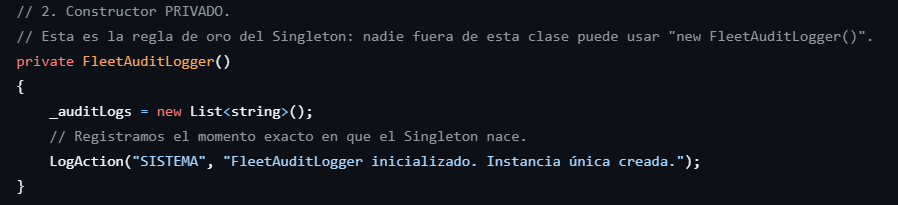 // 2. Constructor PRIVADO.
// Esta es la regla de oro del Singleton: nadie fuera de esta clase puede usar "new FleetAuditLogger()".
private FleetAuditLogger()
{
    _auditLogs = new List<string>();
    // Registramos el momento exacto en que el Singleton nace.
    LogAction("SISTEMA", "FleetAuditLogger inicializado. Instancia única creada.");
}